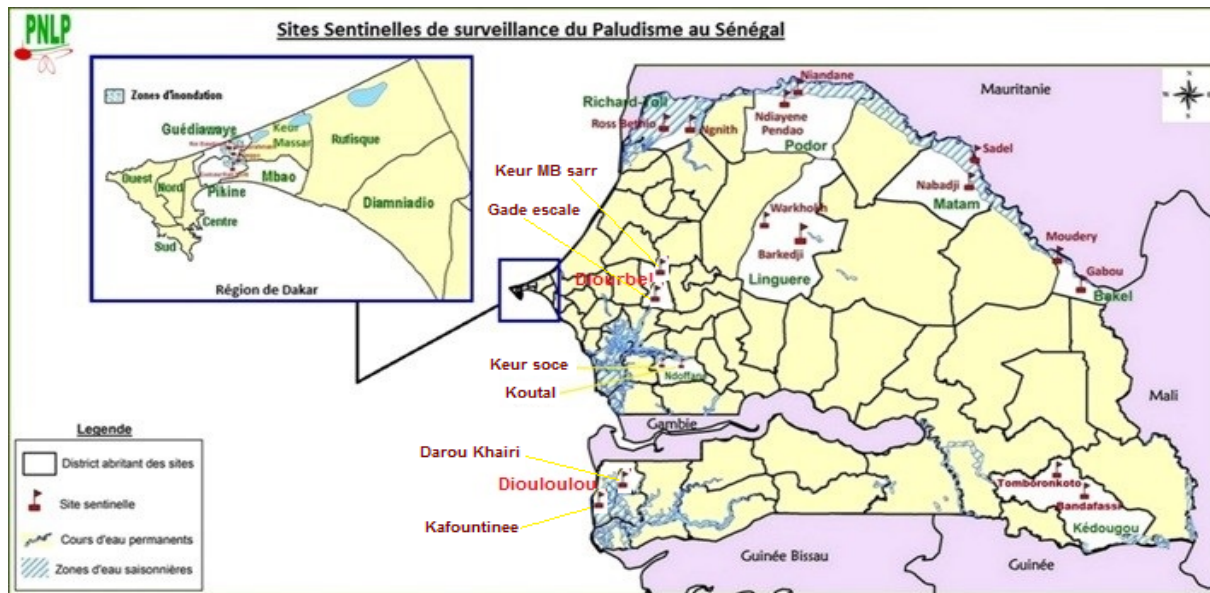 PNLP
Sites Sentinelles de surveillance du Paludisme au Sénégal
Zones d'inondation
Guédiawaye
Keur
Massar
Rufisque
Ouest
Nord
Pikine
Mbao
Diamniadio
Centre
Sud
Région de Dakar
Niandane
Mauritanie
Richard-Toll
Ross Bethio
Ngnith
Ndiayene
Pendao
Podor
Sadel
Nabadji
Matam
Keur MB sarr
Gade escale
Warkhokh
Barkedji
Linguere
Moudery
Gabou
Bakel
Diourbel
Keur soce
Ndoffane
Koutal
Mali
Gambie
Darou Khairi
Diouloulou
Kafountinee
Tomboronkoto
Bandafassi
Kédougou
Guinée Bissau
Guinée
Legende
District abritant des sites
Site sentinelle
Cours d'eau permanents
Zones d'eau saisonnières